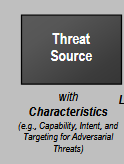 Threat
Source
with
Characteristics
(e.g., Capability, Intent, and
Targeting for Adversarial
Threats)
L